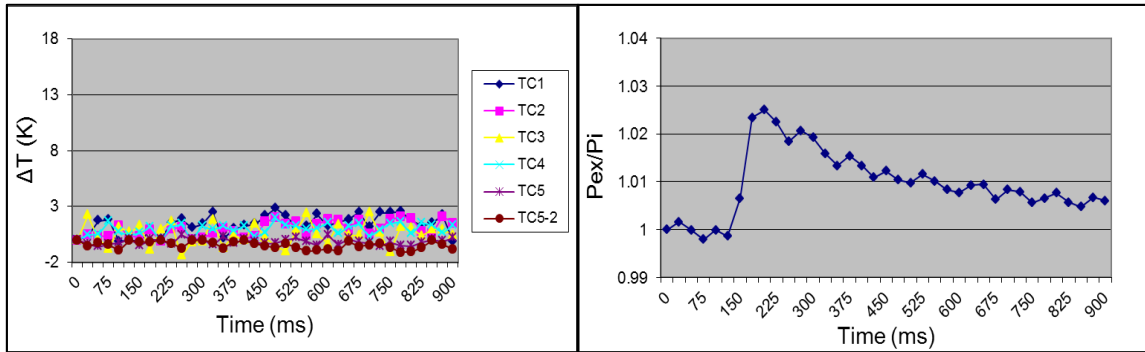 18
13
8
3
-2
ΔT (K)
0 75 150 225 300 375 450 525 600 675 750 825 900
Time (ms)
TC1
TC2
TC3
TC4
TC5
TC5-2
1.04
1.03
1.02
1.01
1
0.99
Pex/Pi
0 75 150 225 300 375 450 525 600 675 750 825 900
Time (ms)